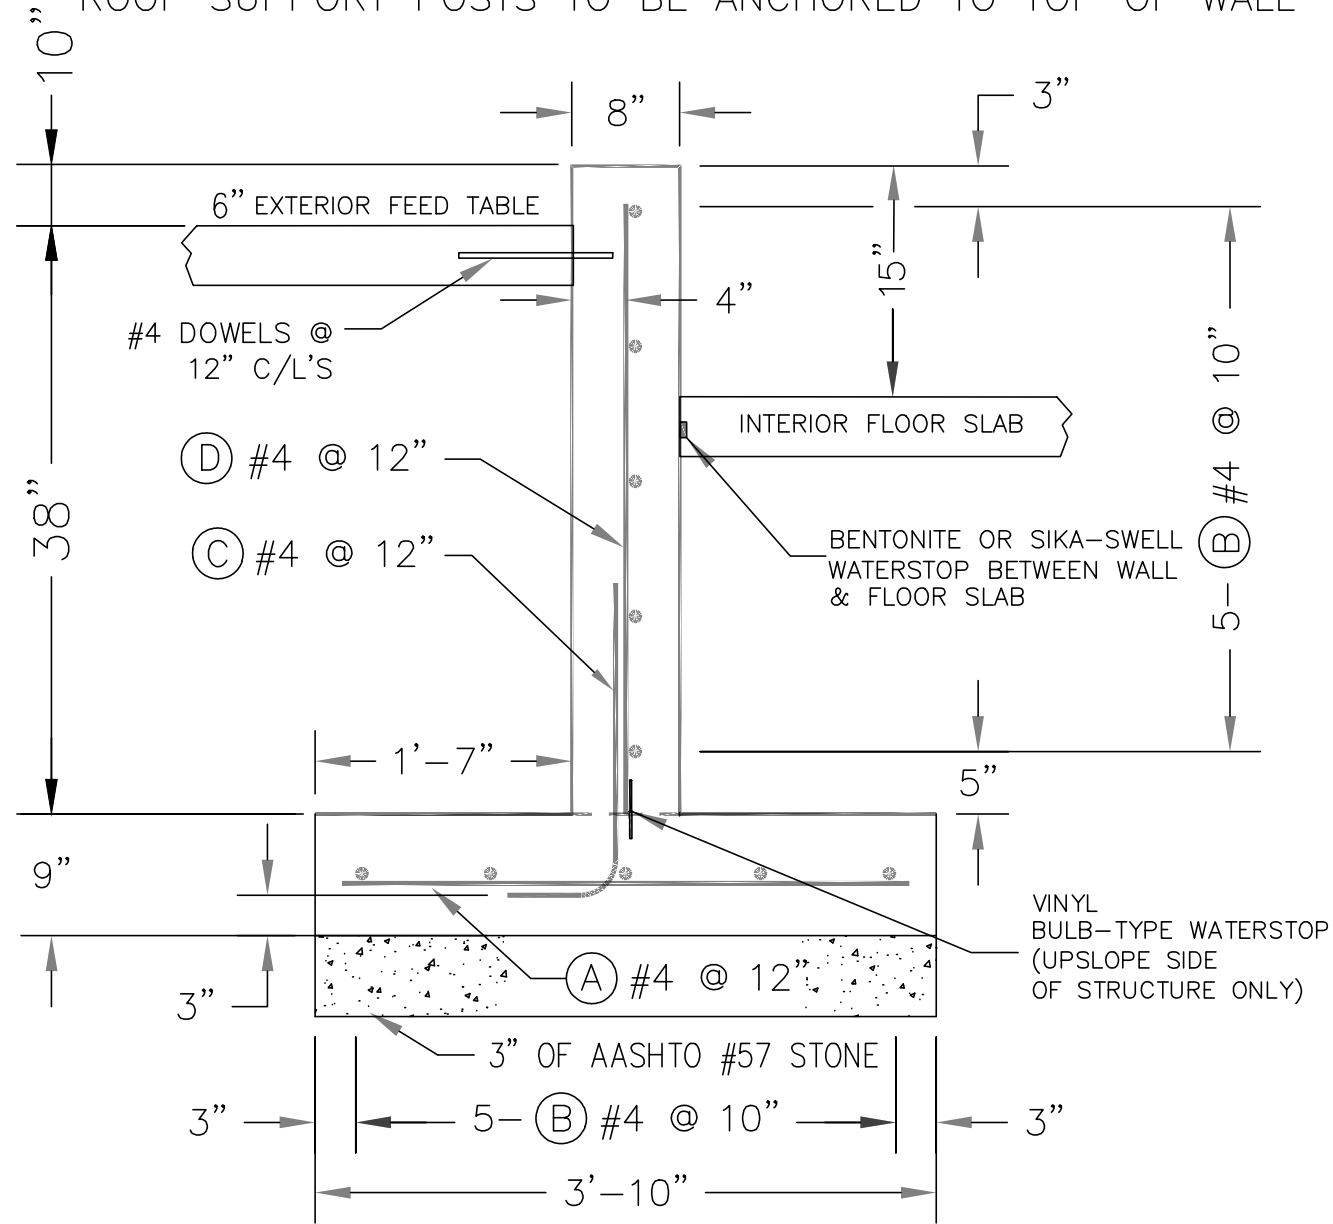 ROOF SUPPORT POSTS TO BE ANCHORED TO TOP OF WALL
10”
8”
3”
6” EXTERIOR FEED TABLE
15”
4”
#4 DOWELS @
12” C/L'S
INTERIOR FLOOR SLAB
D #4 @ 12”
38”
C #4 @ 12”
BENTONITE OR SIKA-SWELL
WATERSTOP BETWEEN WALL
& FLOOR SLAB
5- B #4 @ 10”
1'-7”
5”
9”
VINYL
BULB-TYPE WATERSTOP
(UPSLOPE SIDE
OF STRUCTURE ONLY)
A #4 @ 12”
3”
3” OF AASHTO #57 STONE
3”
5- B #4 @ 10”
3”
3'-10”